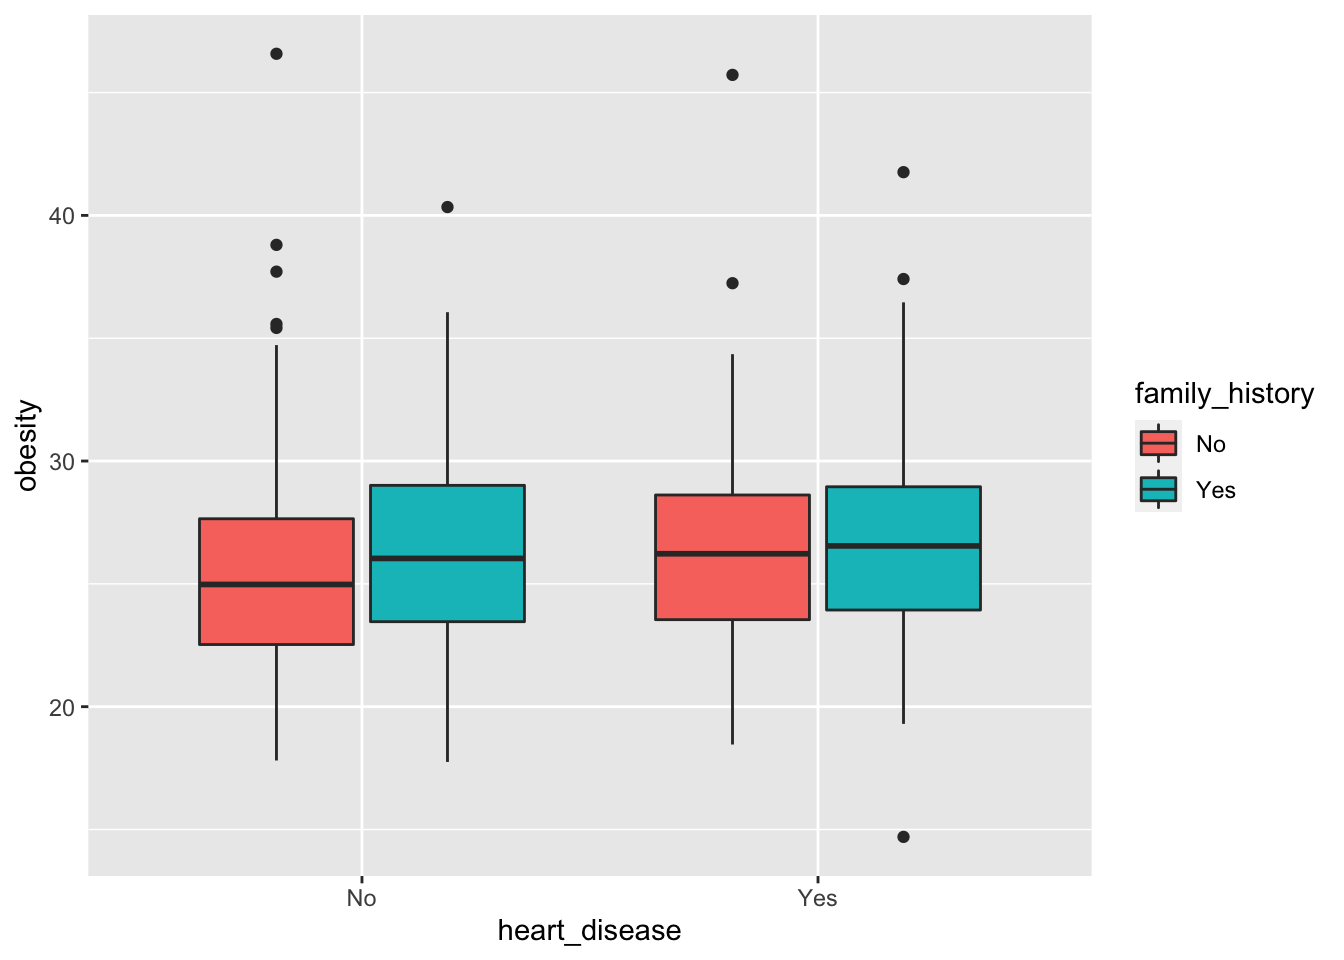 obesity
40
30
20
No
Yes
heart_disease
family_history
No
Yes